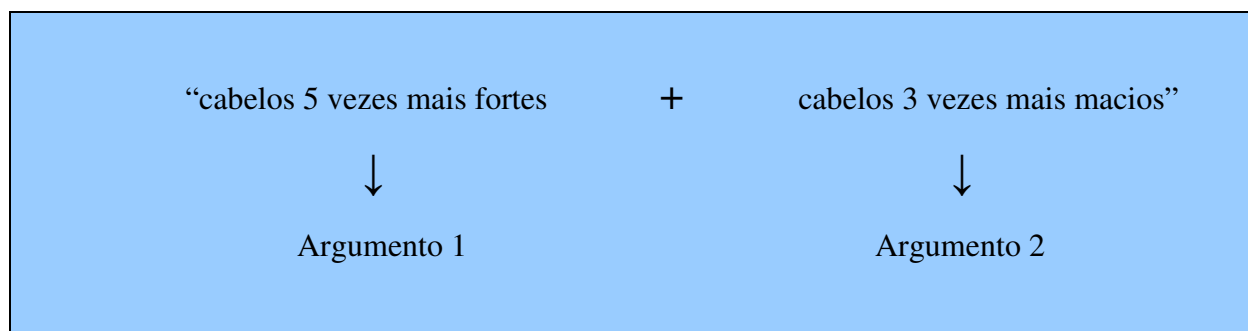 “cabelos 5 vezes mais fortes + cabelos 3 vezes mais macios”
↓ ↓
Argumento 1 Argumento 2